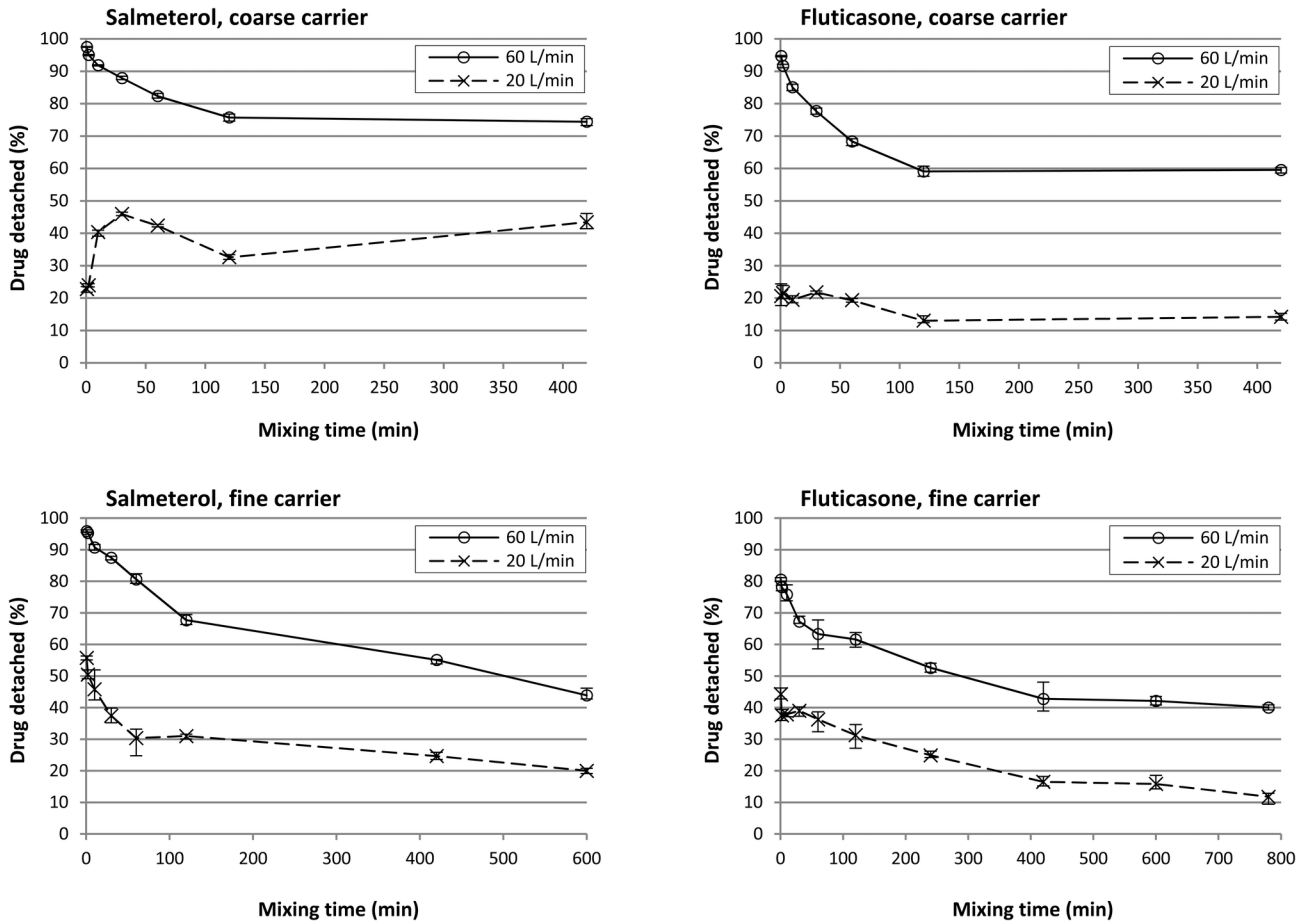 Salmeterol, coarse carrier
100
90
80
70
60
50
40
30
20
10
0
Drug detached (%)
60 L/min
20 L/min
0 50 100 150 200 250 300 350 400
Mixing time (min)
Fluticasone, coarse carrier
100
90
80
70
60
50
40
30
20
10
0
Drug detached (%)
60 L/min
20 L/min
0 50 100 150 200 250 300 350 400
Mixing time (min)
Salmeterol, fine carrier
100
90
80
70
60
50
40
30
20
10
0
Drug detached (%)
60 L/min
20 L/min
0 100 200 300 400 500 600
Mixing time (min)
Fluticasone, fine carrier
100
90
80
70
60
50
40
30
20
10
0
Drug detached (%)
60 L/min
20 L/min
0 100 200 300 400 500 600 700 800
Mixing time (min)